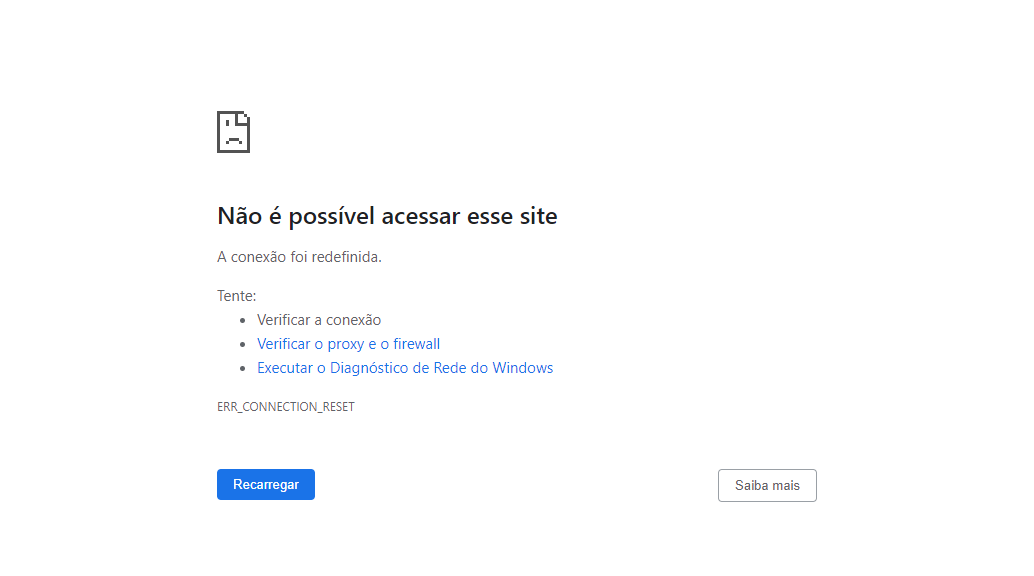 Não é possível acessar esse site
A conexão foi redefinida.
Tente:
Verificar a conexão
Verificar o proxy e o firewall
Executar o Diagnóstico de Rede do Windows
ERR_CONNECTION_RESET
Recarregar
Saiba mais